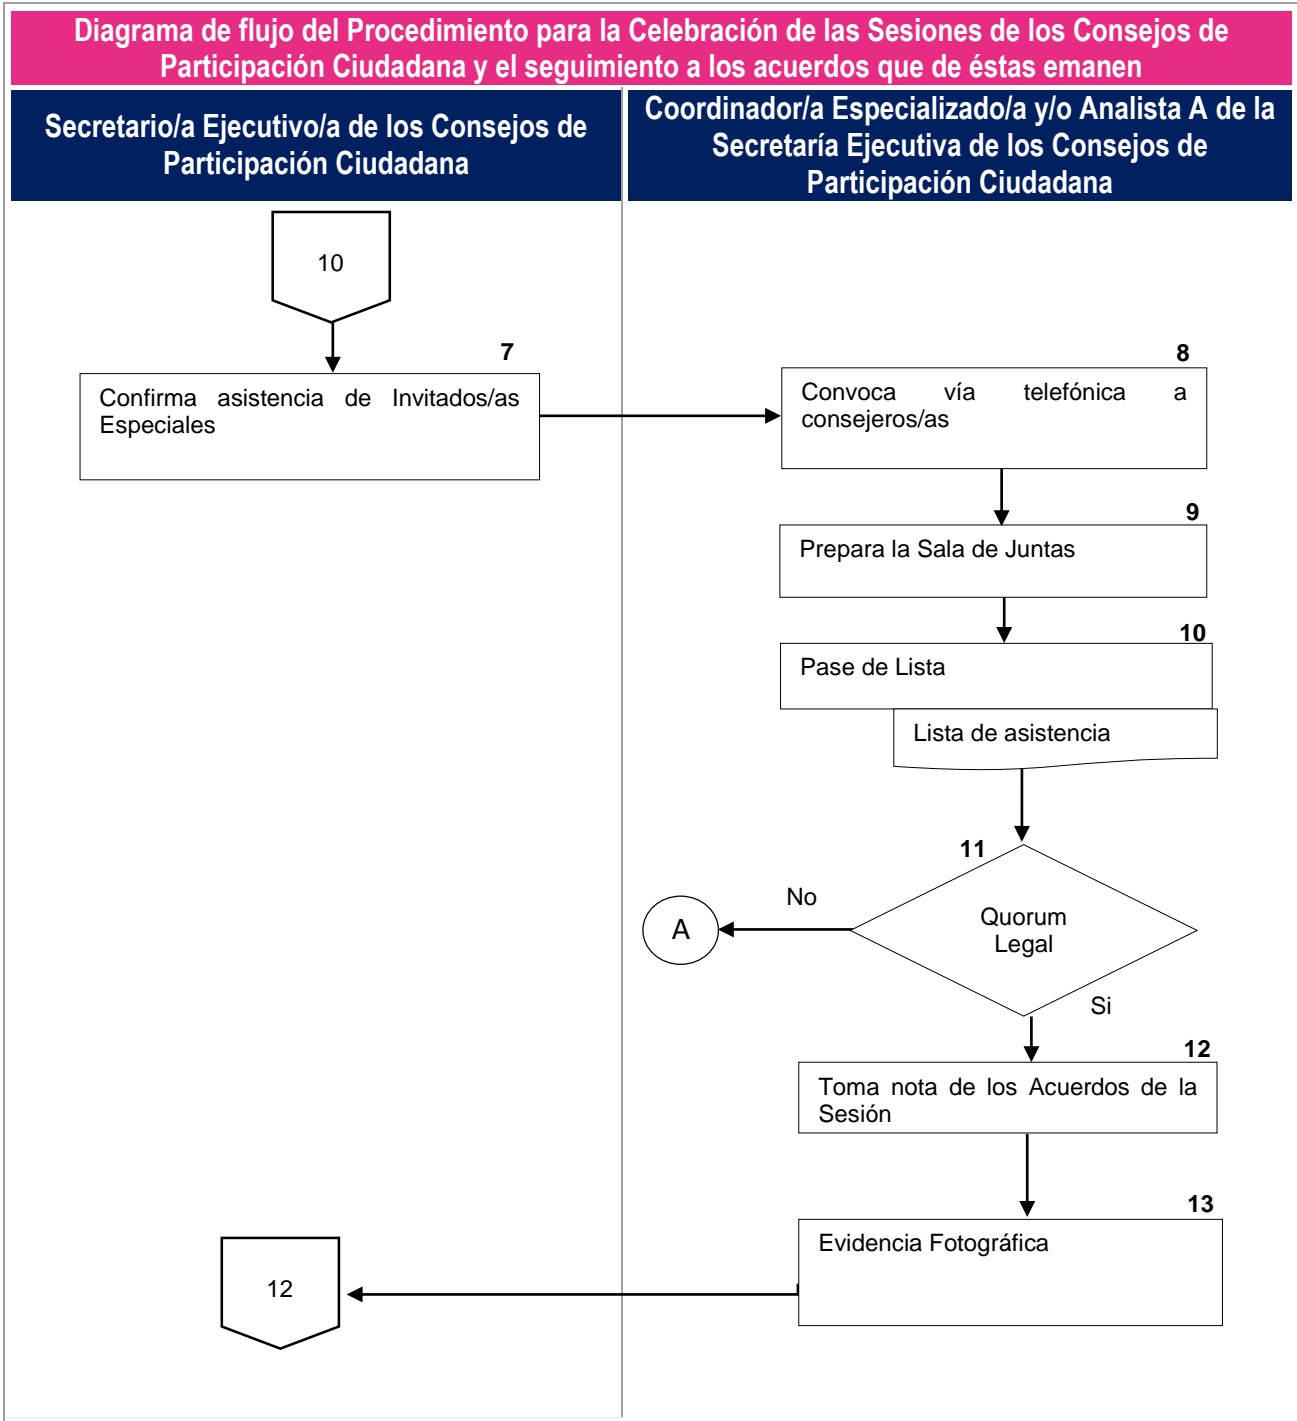 Diagrama de flujo del Procedimiento para la Celebración de las Sesiones de los Consejos de
Participación Ciudadana y el seguimiento a los acuerdos que de éstas emanen
Secretario/a Ejecutivo/a de los Consejos de
Participación Ciudadana
Coordinador/a Especializado/a y/o Analista A de la
Secretaría Ejecutiva de los Consejos de
Participación Ciudadana
10
7
Confirma asistencia de Invitados/as
Especiales
8
Convoca vía telefónica a
consejeros/as
9
Prepara la Sala de Juntas
10
Pase de Lista
Lista de asistencia
11
Quorum
Legal
No
A
Si
12
Toma nota de los Acuerdos de la
Sesión
13
Evidencia Fotográfica
12